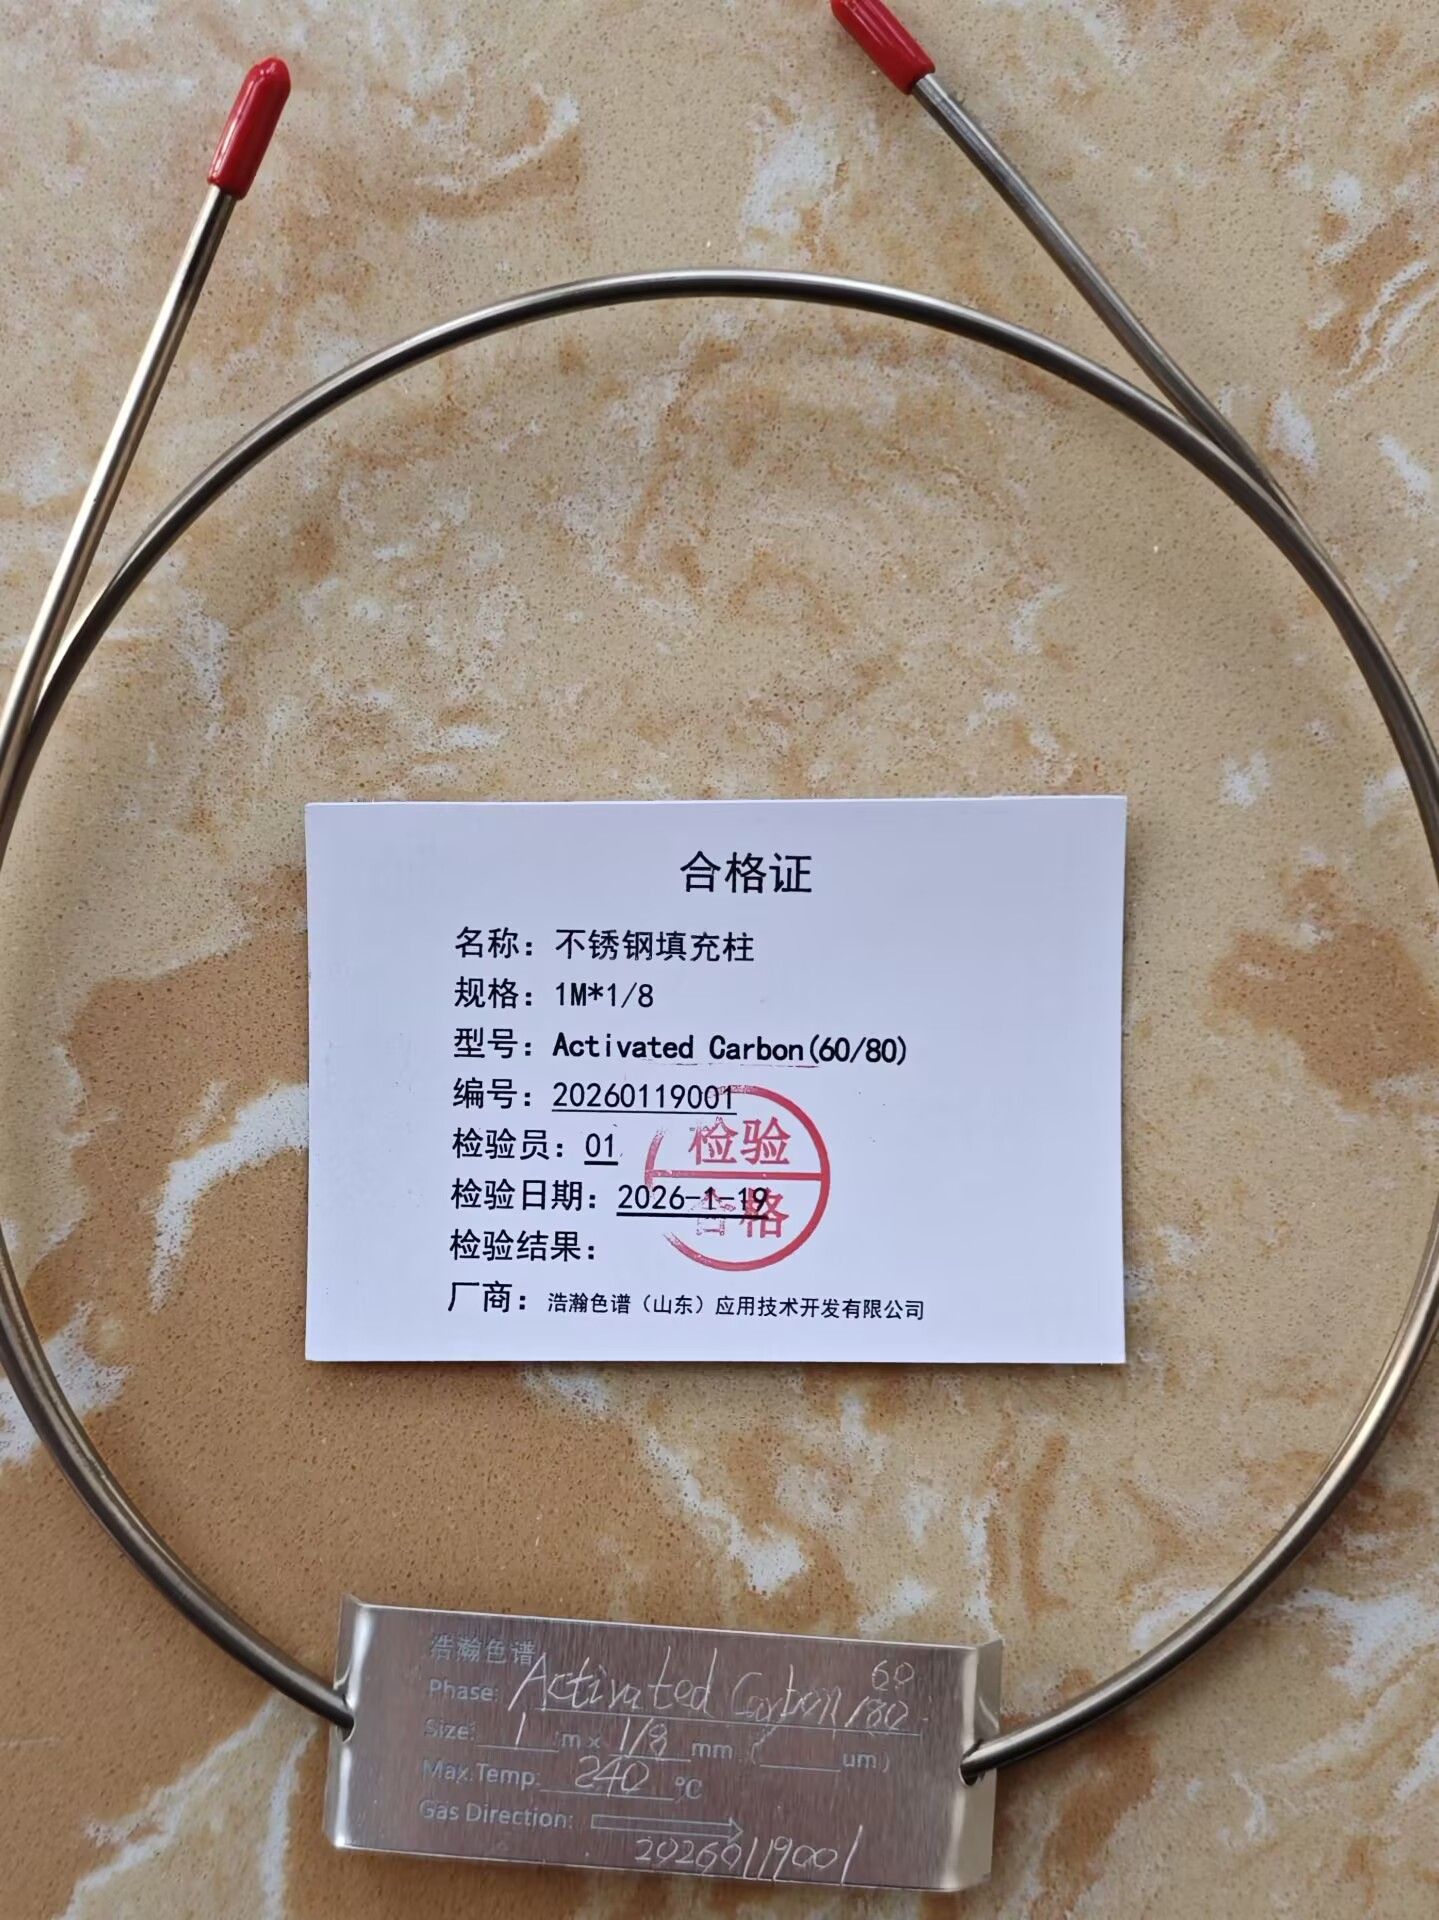 合格证
名称：不锈钢填充柱
规格：1M*1/8
型号：Activated Carbon(60/80)
编号：20260119001
检验员：01
检验日期：2026-1-19
检验结果：
厂商：浩瀚色谱（山东）应用技术开发有限公司
检验
合格
浩瀚色谱
Phase: Activated Carbon 60/80
Size: 1 m x 1/8 mm ( um )
Max.Temp: 240 ℃
Gas Direction:
20260119001